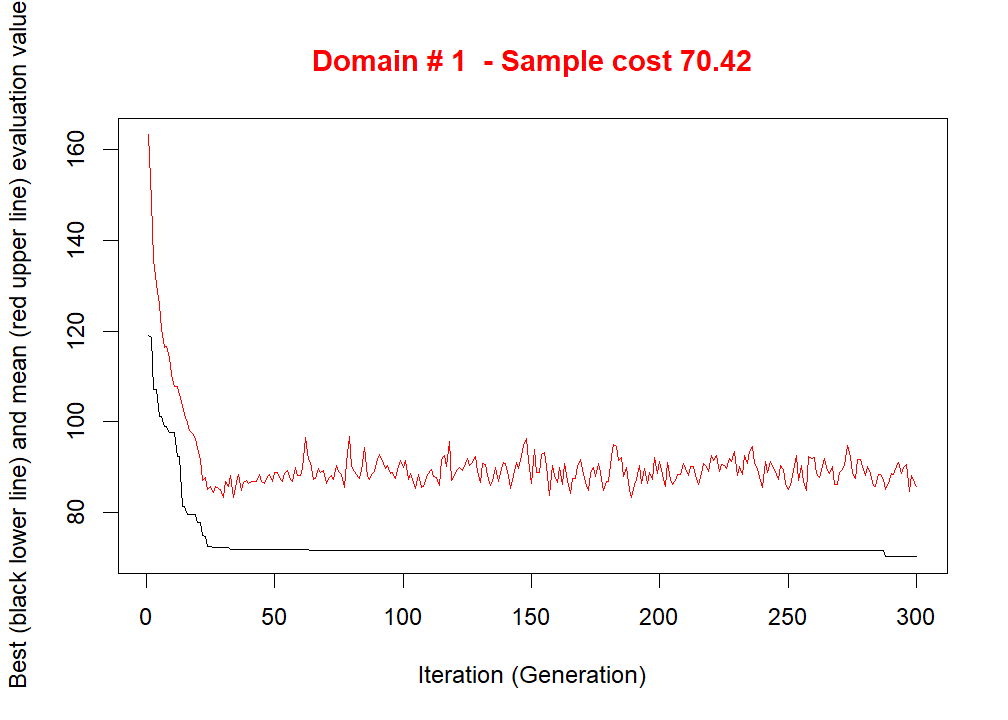 Domain # 1  - Sample cost 70.42
Best (black lower line) and mean (red upper line) evaluation value
160
140
120
100
80
0 50 100 150 200 250 300
Iteration (Generation)